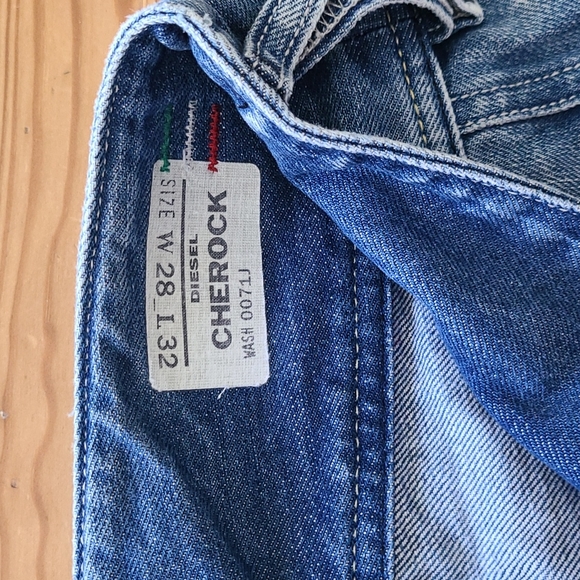 DIESEL
CHEROCK
WASH 0071J
SIZE W 28 L 32